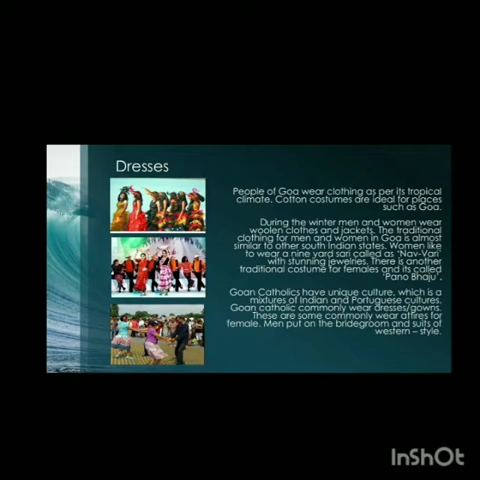 Dresses
People of Goa wear clothing as per its tropical
climate. Cotton costumes are ideal for places
such as Goa.
During the winter men and women wear
woolen clothes and jackets. The traditional
clothing for men and women in Goa is almost
similar to other south Indian states. Women like
to wear a nine yard sari called as 'Nav-Vari'
with stunning jewelries. There is another
traditional costume for females and its called
'Pano Bhaju'.
Goan Catholics have unique culture, which is a
mixtures of Indian and Portuguese cultures.
Goan catholic commonly wear dresses/gowns.
These are some commonly wear attires for
female. Men put on the bridegroom and suits of
western – style.
InShOt